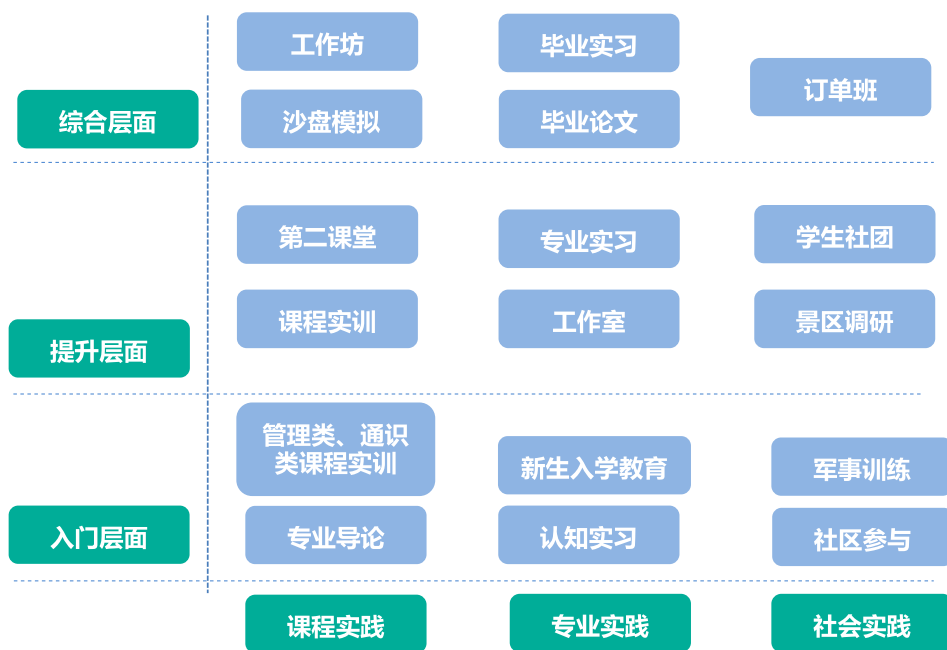 工作坊
毕业实习
订单班
综合层面
沙盘模拟
毕业论文
第二课堂
专业实习
学生社团
课程实训
工作室
景区调研
提升层面
管理类、通识
类课程实训
新生入学教育
军事训练
入门层面
专业导论
认知实习
社区参与
课程实践
专业实践
社会实践